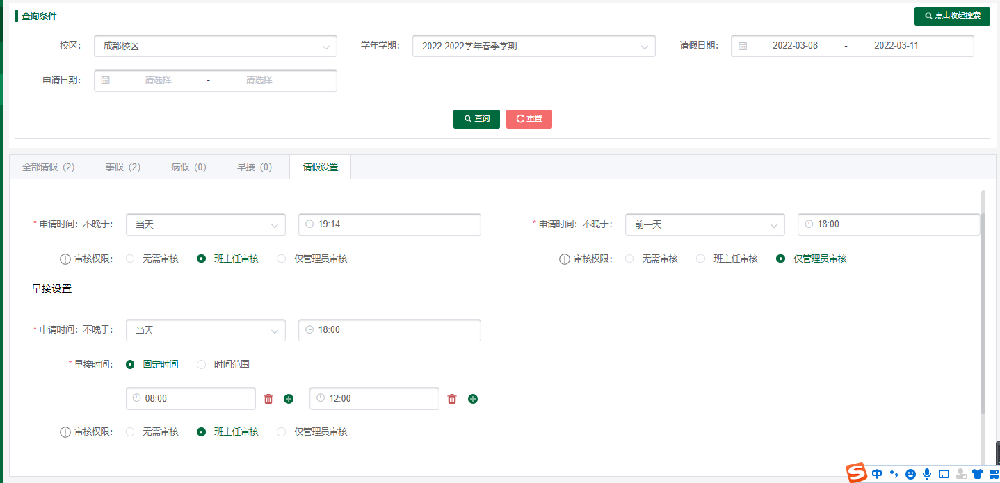 查询条件
点击收起搜索
校区: 成都校区 学年学期: 2022-2022学年春季学期 请假日期: 2022-03-08 - 2022-03-11
申请日期: 请选择 - 请选择
查询 重置
全部请假 (2) 事假 (2) 病假 (0) 早接 (0) 请假设置
* 申请时间: 不晚于: 当天 19:14 * 申请时间: 不晚于: 前一天 18:00
审核权限: 无需审核 班主任审核 仅管理员审核 审核权限: 无需审核 班主任审核 仅管理员审核
早接设置
* 申请时间: 不晚于: 当天 18:00
* 早接时间: 固定时间 时间范围
08:00 12:00
审核权限: 无需审核 班主任审核 仅管理员审核
S 中